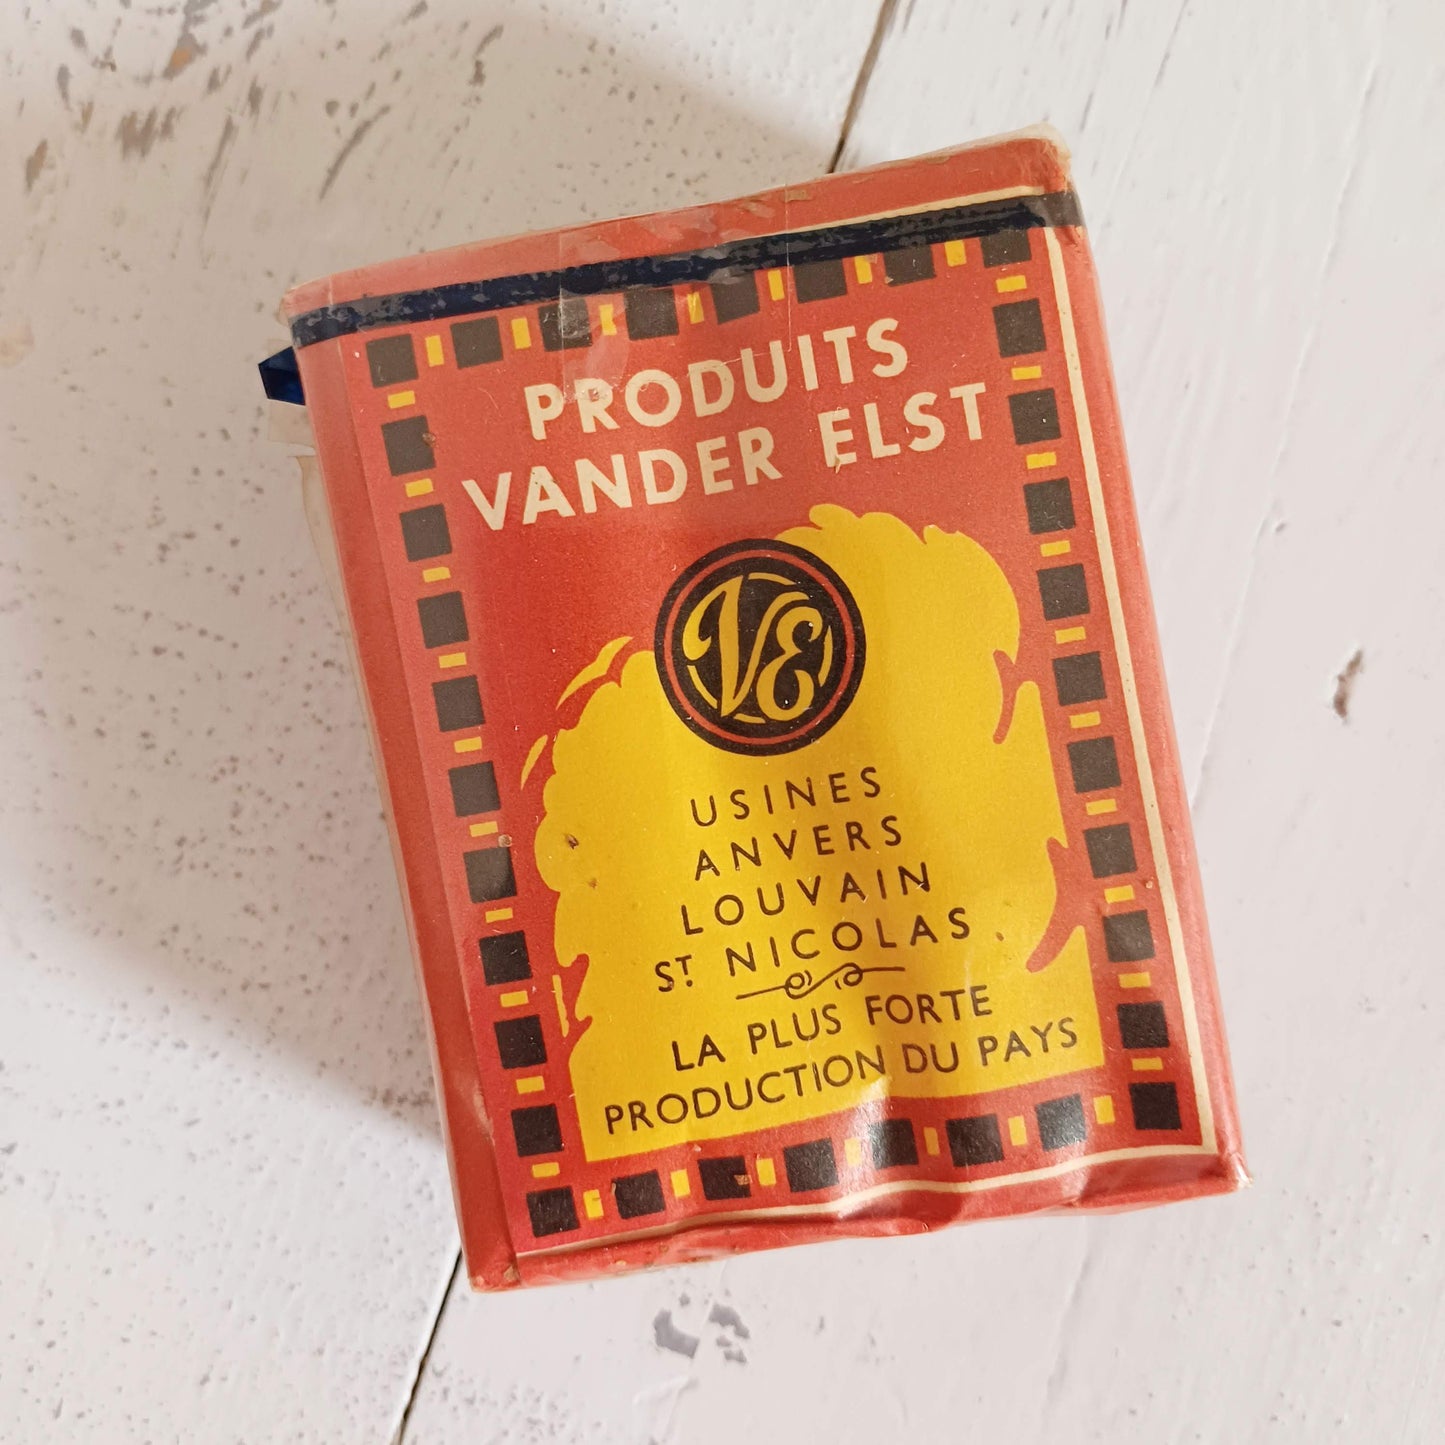 PRODUITS
VANDER ELST
VE
USINES
ANVERS
LOUVAIN
ST NICOLAS.
LA PLUS FORTE
PRODUCTION DU PAYS